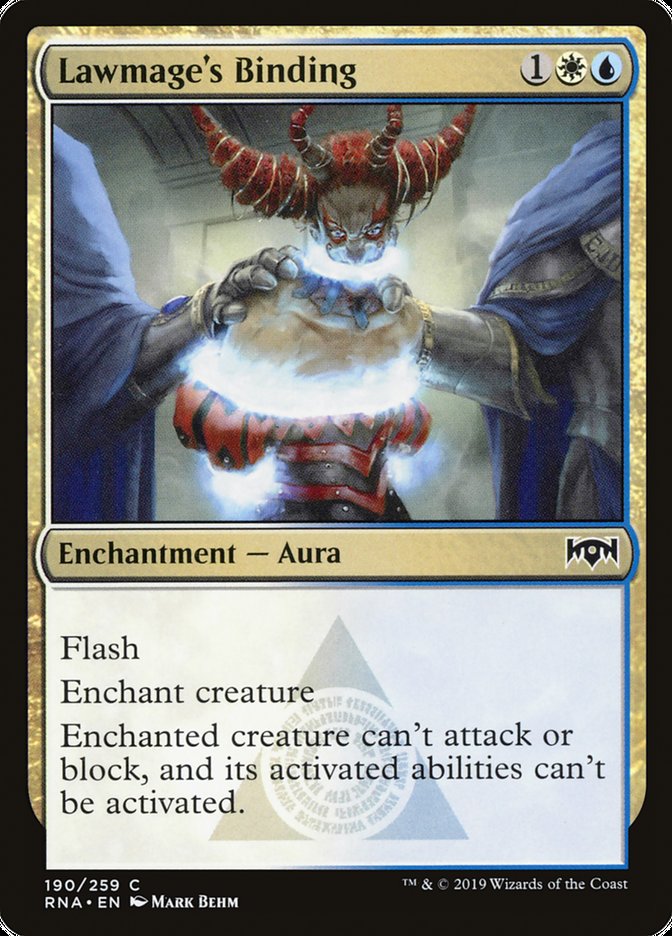 Lawmage's Binding 1
Enchantment — Aura
Flash
Enchant creature
Enchanted creature can't attack or
block, and its activated abilities can't
be activated.
190/259 C
RNA • EN Mark Behm
™ & © 2019 Wizards of the Coast